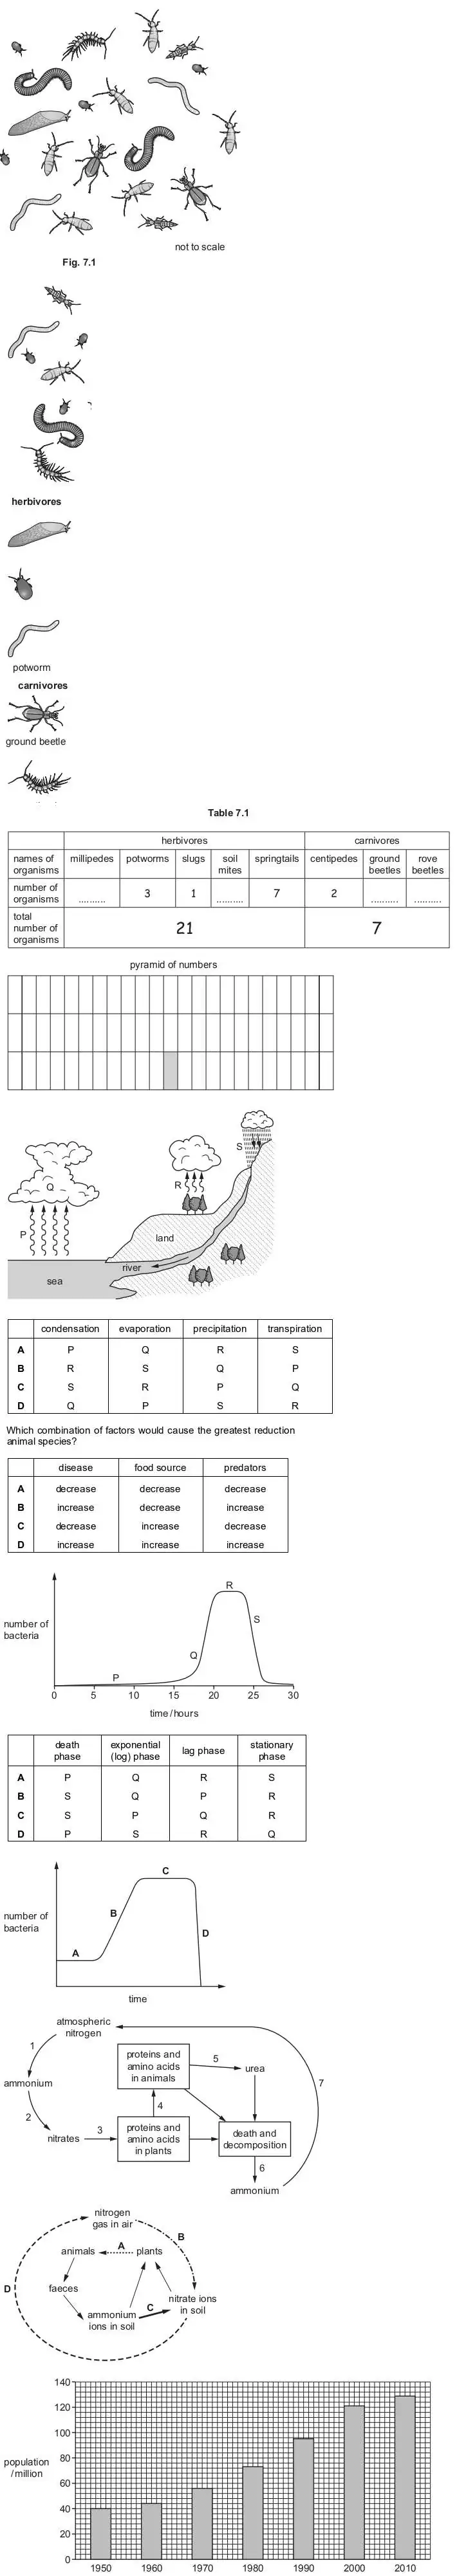 not to scale
Fig. 7.1
herbivores
potworm
carnivores
ground beetle
Table 7.1
herbivores carnivores
names of organisms millipedes potworms slugs soil mites springtails centipedes ground beetles rove beetles
number of organisms .......... 3 1 .......... 7 2 .......... ..........
total number of organisms 21 7
pyramid of numbers
S
Q
R
P
land
river
sea
condensation evaporation precipitation transpiration
A P Q R S
B R S Q P
C S R P Q
D Q P S R
Which combination of factors would cause the greatest reduction
animal species?
disease food source predators
A decrease decrease decrease
B increase decrease increase
C decrease increase decrease
D increase increase increase
R
number of
bacteria
S
Q
P
0 5 10 15 20 25 30
time/hours
death phase exponential (log) phase lag phase stationary phase
A P Q R S
B S Q P R
C S P Q R
D P S R Q
C
number of
bacteria
B
D
A
time
atmospheric
nitrogen
1
proteins and
amino acids
in animals
5
urea
ammonium
7
4
2
nitrates
3
proteins and
amino acids
in plants
death and
decomposition
6
ammonium
nitrogen
gas in air
B
animals
A
plants
D
faeces
nitrate ions
in soil
C
ammonium
ions in soil
140
120
100
population
/million
80
60
40
20
0
1950 1960 1970 1980 1990 2000 2010